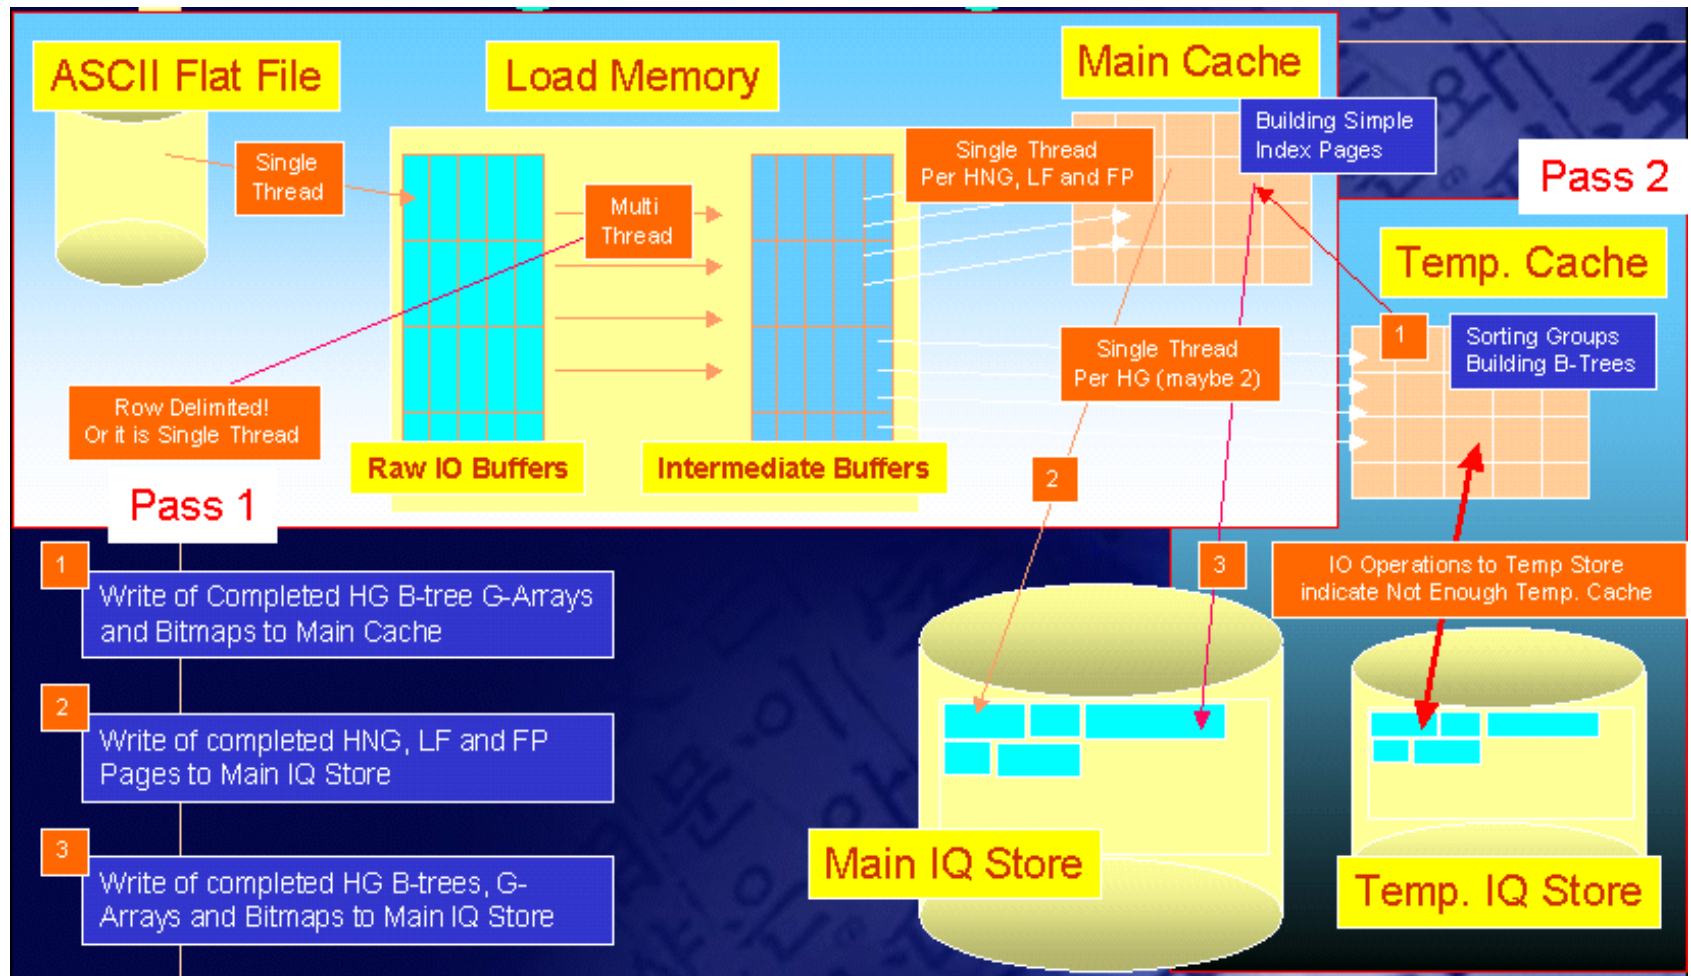 ASCII Flat File
Load Memory
Main Cache
Building Simple
Index Pages
Single
Thread
Multi
Thread
Single Thread
Per HNG, LF and FP
Pass 2
Temp. Cache
1
Sorting Groups
Building B-Trees
Single Thread
Per HG (maybe 2)
Row Delimited!
Or it is Single Thread
Raw IO Buffers
Intermediate Buffers
Pass 1
2
3
IO Operations to Temp Store
indicate Not Enough Temp. Cache
1
Write of Completed HG B-tree G-Arrays
and Bitmaps to Main Cache
2
Write of completed HNG, LF and FP
Pages to Main IQ Store
3
Write of completed HG B-trees, G-
Arrays and Bitmaps to Main IQ Store
Main IQ Store
Temp. IQ Store